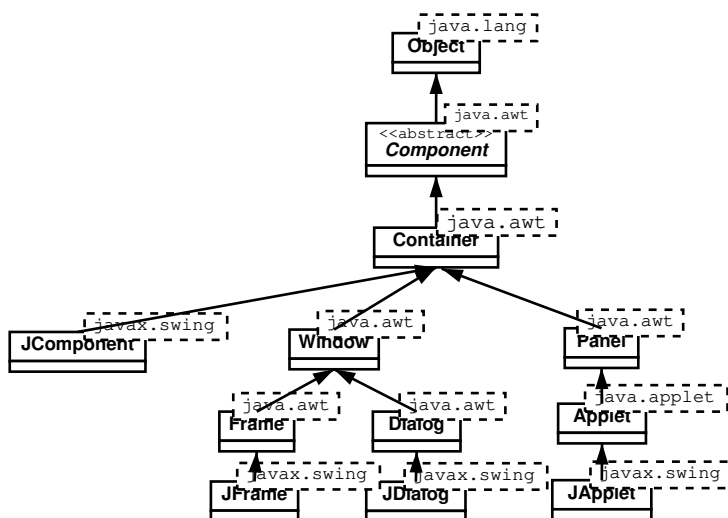 java.lang
Object
java.awt
<<abstract>>
Component
java.awt
Container
javax.swing
JComponent
java.awt
Window
java.awt
Panel
java.awt
Frame
java.awt
Dialog
java.applet
Applet
javax.swing
JFrame
javax.swing
JDialog
javax.swing
JApplet